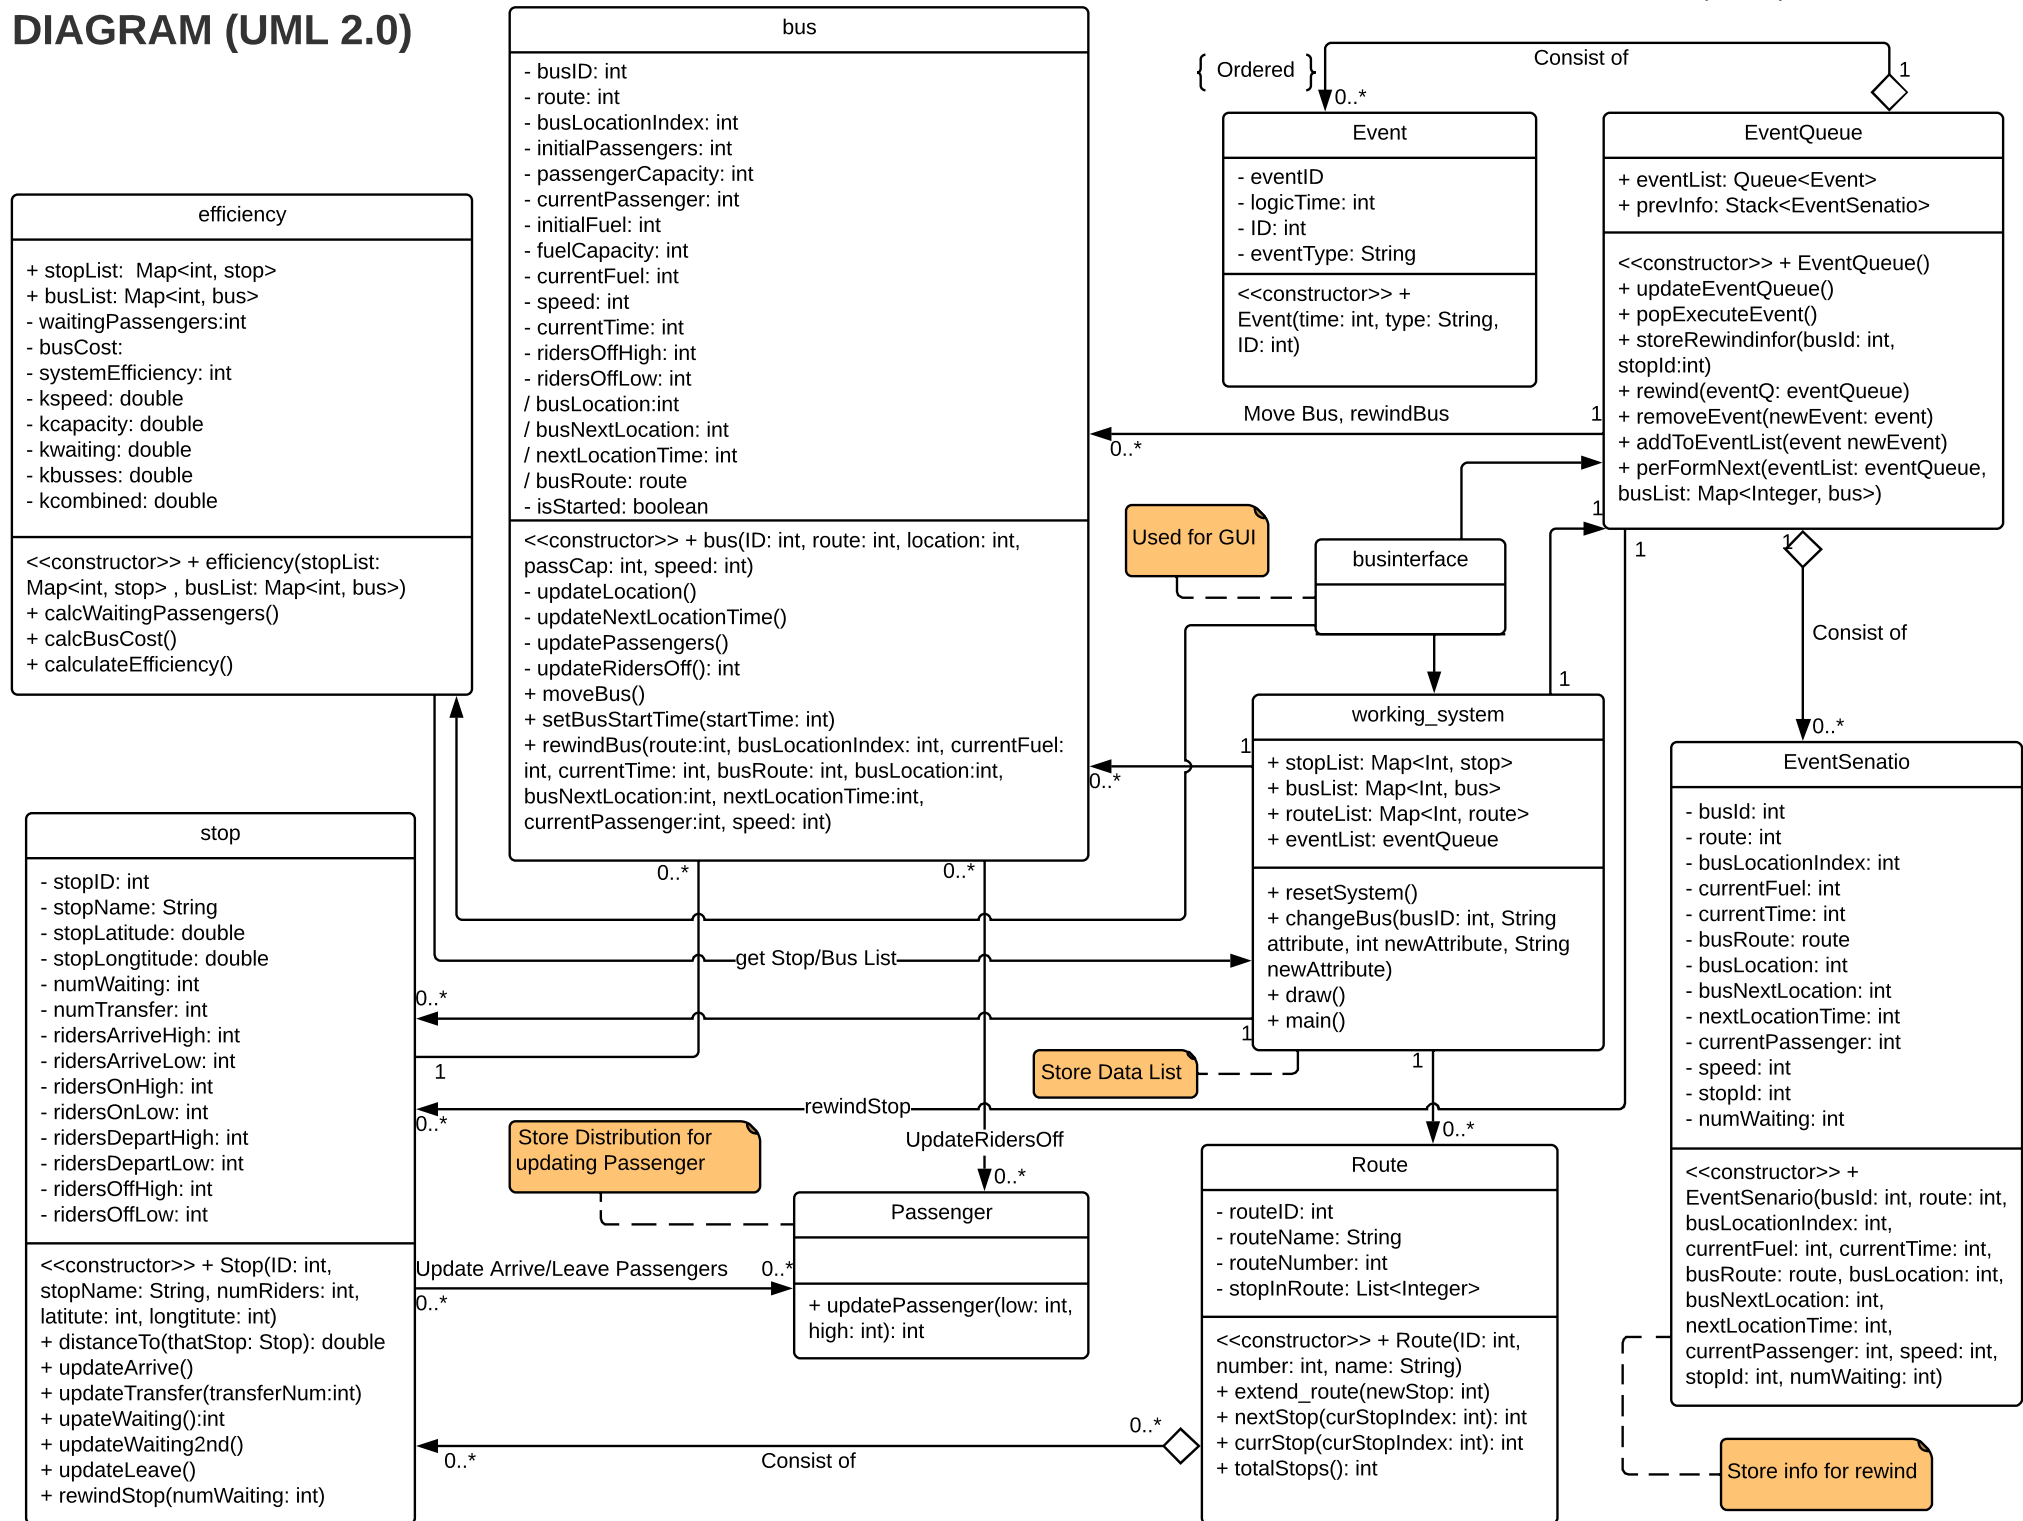 DIAGRAM (UML 2.0)
bus
- busID: int
- route: int
- busLocationIndex: int
- initialPassengers: int
- passengerCapacity: int
- currentPassenger: int
- initialFuel: int
- fuelCapacity: int
- currentFuel: int
- speed: int
- currentTime: int
- ridersOffHigh: int
- ridersOffLow: int
/ busLocation:int
/ busNextLocation: int
/ nextLocationTime: int
/ busRoute: route
- isStarted: boolean
<<constructor>> + bus(ID: int, route: int, location: int,
passCap: int, speed: int)
- updateLocation()
- updateNextLocationTime()
- updatePassengers()
- updateRidersOff(): int
+ moveBus()
+ setBusStartTime(startTime: int)
+ rewindBus(route:int, busLocationIndex: int, currentFuel:
int, currentTime: int, busRoute: int, busLocation:int,
busNextLocation:int, nextLocationTime:int,
currentPassenger:int, speed: int)
0..*
0..*
{ Ordered }
Consist of
1
0..*
Event
- eventID
- logicTime: int
- ID: int
- eventType: String
<<constructor>> +
Event(time: int, type: String,
ID: int)
EventQueue
+ eventList: Queue<Event>
+ prevInfo: Stack<EventSenatio>
<<constructor>> + EventQueue()
+ updateEventQueue()
+ popExecuteEvent()
+ storeRewindinfor(busId: int,
stopId:int)
+ rewind(eventQ: eventQueue)
+ removeEvent(newEvent: event)
+ addToEventList(event newEvent)
+ perFormNext(eventList: eventQueue,
busList: Map<Integer, bus>)
Move Bus, rewindBus
1
0..*
1
1
1
efficiency
+ stopList:  Map<int, stop>
+ busList: Map<int, bus>
- waitingPassengers:int
- busCost:
- systemEfficiency: int
- kspeed: double
- kcapacity: double
- kwaiting: double
- kbusses: double
- kcombined: double
<<constructor>> + efficiency(stopList:
Map<int, stop> , busList: Map<int, bus>)
+ calcWaitingPassengers()
+ calcBusCost()
+ calculateEfficiency()
Used for GUI
businterface
Consist of
0..*
1
working_system
+ stopList: Map<Int, stop>
+ busList: Map<Int, bus>
+ routeList: Map<Int, route>
+ eventList: eventQueue
+ resetSystem()
+ changeBus(busID: int, String
attribute, int newAttribute, String
newAttribute)
+ draw()
+ main()
1
0..*
get Stop/Bus List
0..*
1
1
Store Data List
1
0..*
rewindStop
0..*
UpdateRidersOff
0..*
EventSenatio
- busId: int
- route: int
- busLocationIndex: int
- currentFuel: int
- currentTime: int
- busRoute: route
- busLocation: int
- busNextLocation: int
- nextLocationTime: int
- currentPassenger: int
- speed: int
- stopId: int
- numWaiting: int
<<constructor>> +
EventSenario(busId: int, route: int,
busLocationIndex: int,
currentFuel: int, currentTime: int,
busRoute: route, busLocation: int,
busNextLocation: int,
nextLocationTime: int,
currentPassenger: int, speed: int,
stopId: int, numWaiting: int)
Store info for rewind
stop
- stopID: int
- stopName: String
- stopLatitude: double
- stopLongtitude: double
- numWaiting: int
- numTransfer: int
- ridersArriveHigh: int
- ridersArriveLow: int
- ridersOnHigh: int
- ridersOnLow: int
- ridersDepartHigh: int
- ridersDepartLow: int
- ridersOffHigh: int
- ridersOffLow: int
<<constructor>> + Stop(ID: int,
stopName: String, numRiders: int,
latitute: int, longtitute: int)
+ distanceTo(thatStop: Stop): double
+ updateArrive()
+ updateTransfer(transferNum:int)
+ upateWaiting():int
+ updateWaiting2nd()
+ updateLeave()
+ rewindStop(numWaiting: int)
Store Distribution for
updating Passenger
Update Arrive/Leave Passengers
0..*
0..*
Passenger
+ updatePassenger(low: int,
high: int): int
Route
- routeID: int
- routeName: String
- routeNumber: int
- stopInRoute: List<Integer>
<<constructor>> + Route(ID: int,
number: int, name: String)
+ extend_route(newStop: int)
+ nextStop(curStopIndex: int): int
+ currStop(curStopIndex: int): int
+ totalStops(): int
0..*
0..*
Consist of